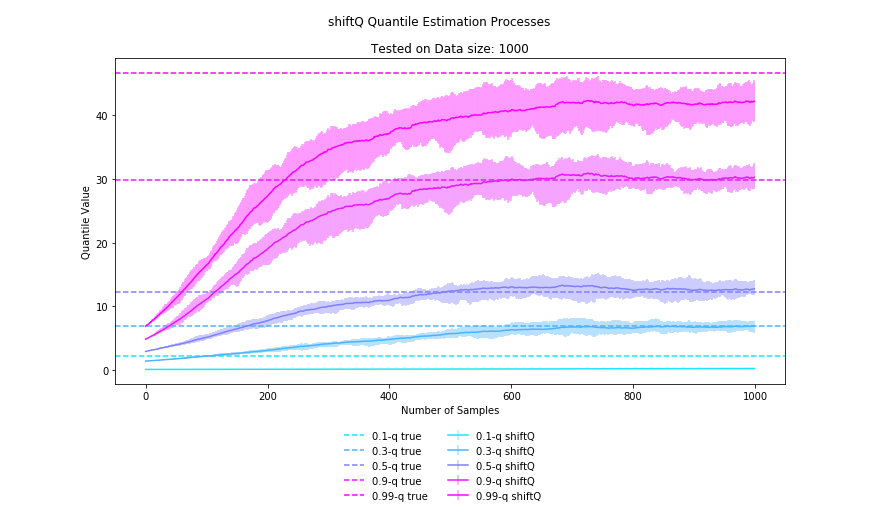 shiftQ Quantile Estimation Processes
Tested on Data size: 1000
Quantile Value
40
30
20
10
0
0 200 400 600 800 1000
Number of Samples
0.1-q true 0.1-q shiftQ
0.3-q true 0.3-q shiftQ
0.5-q true 0.5-q shiftQ
0.9-q true 0.9-q shiftQ
0.99-q true 0.99-q shiftQ